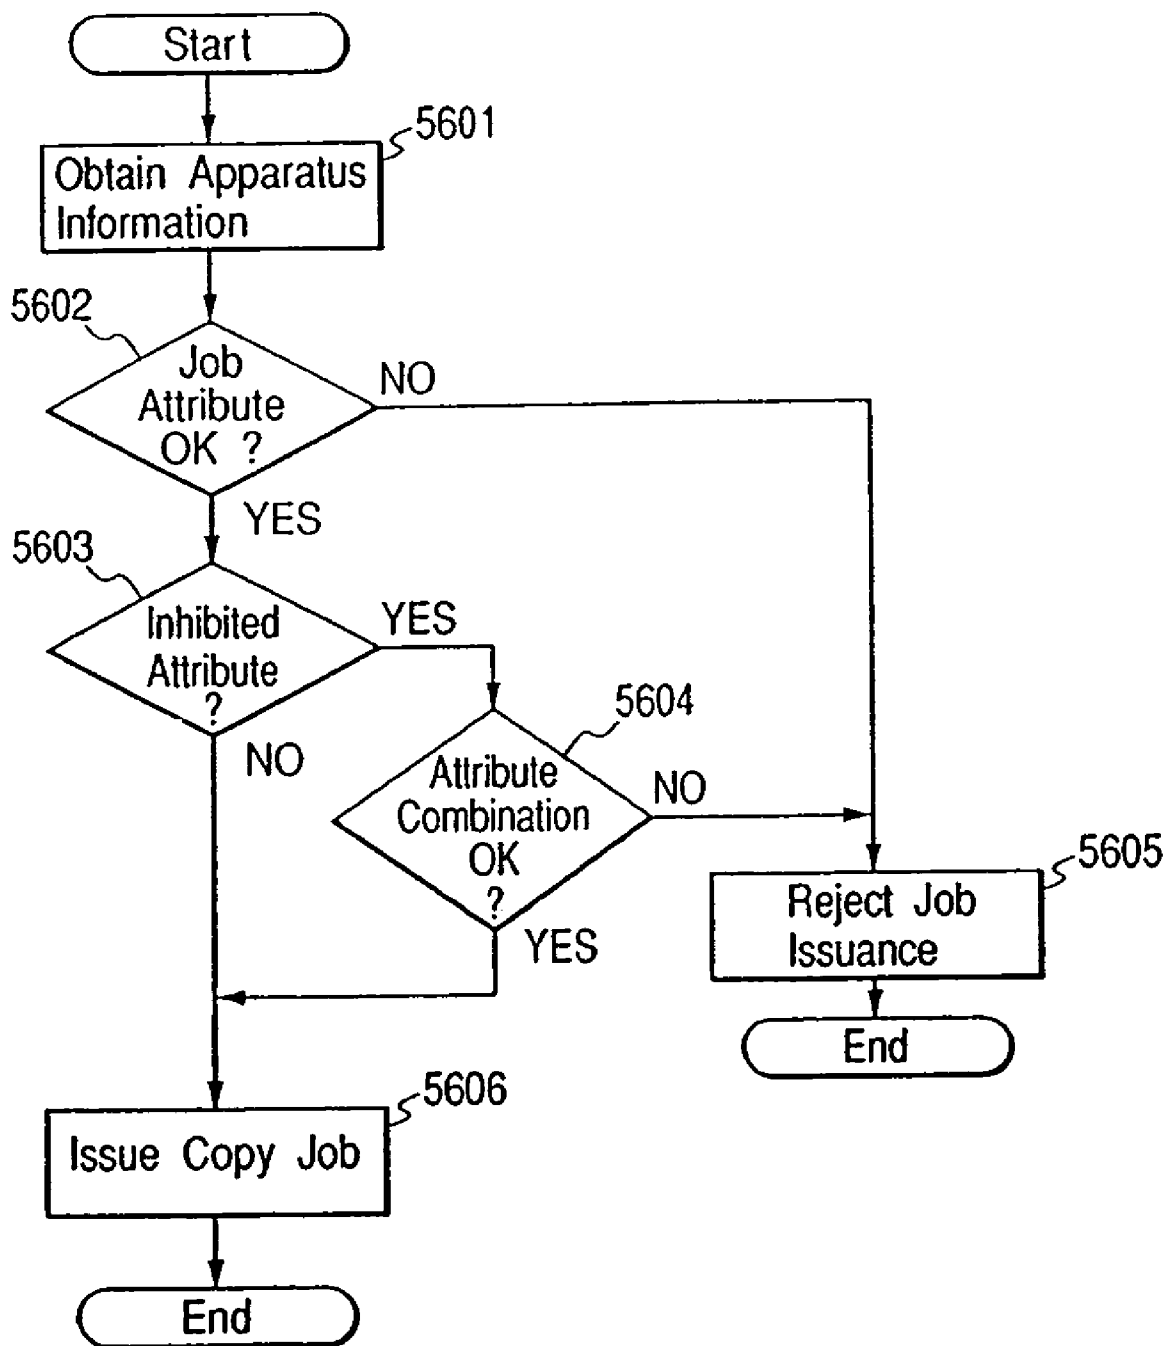 Start
5601
Obtain Apparatus
Information
5602
Job
Attribute
OK ?
NO
YES
5603
Inhibited
Attribute
?
YES
NO
5604
Attribute
Combination
OK
?
NO
YES
5605
Reject Job
Issuance
End
5606
Issue Copy Job
End